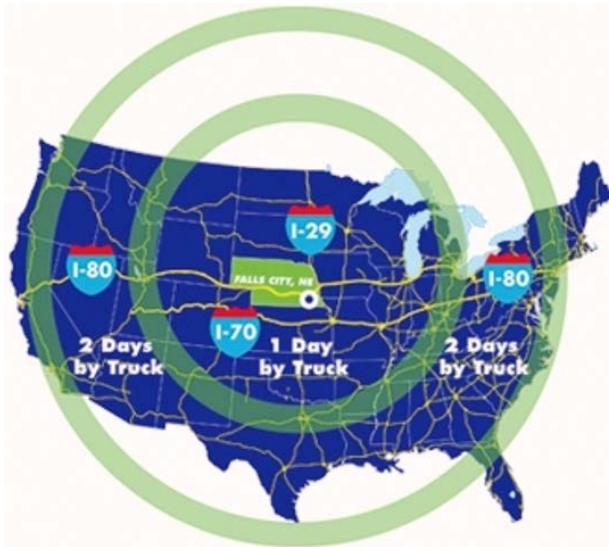 I-29
FALLS CITY, NE
I-80
I-80
I-70
2 Days
by Truck
1 Day
by Truck
2 Days
by Truck